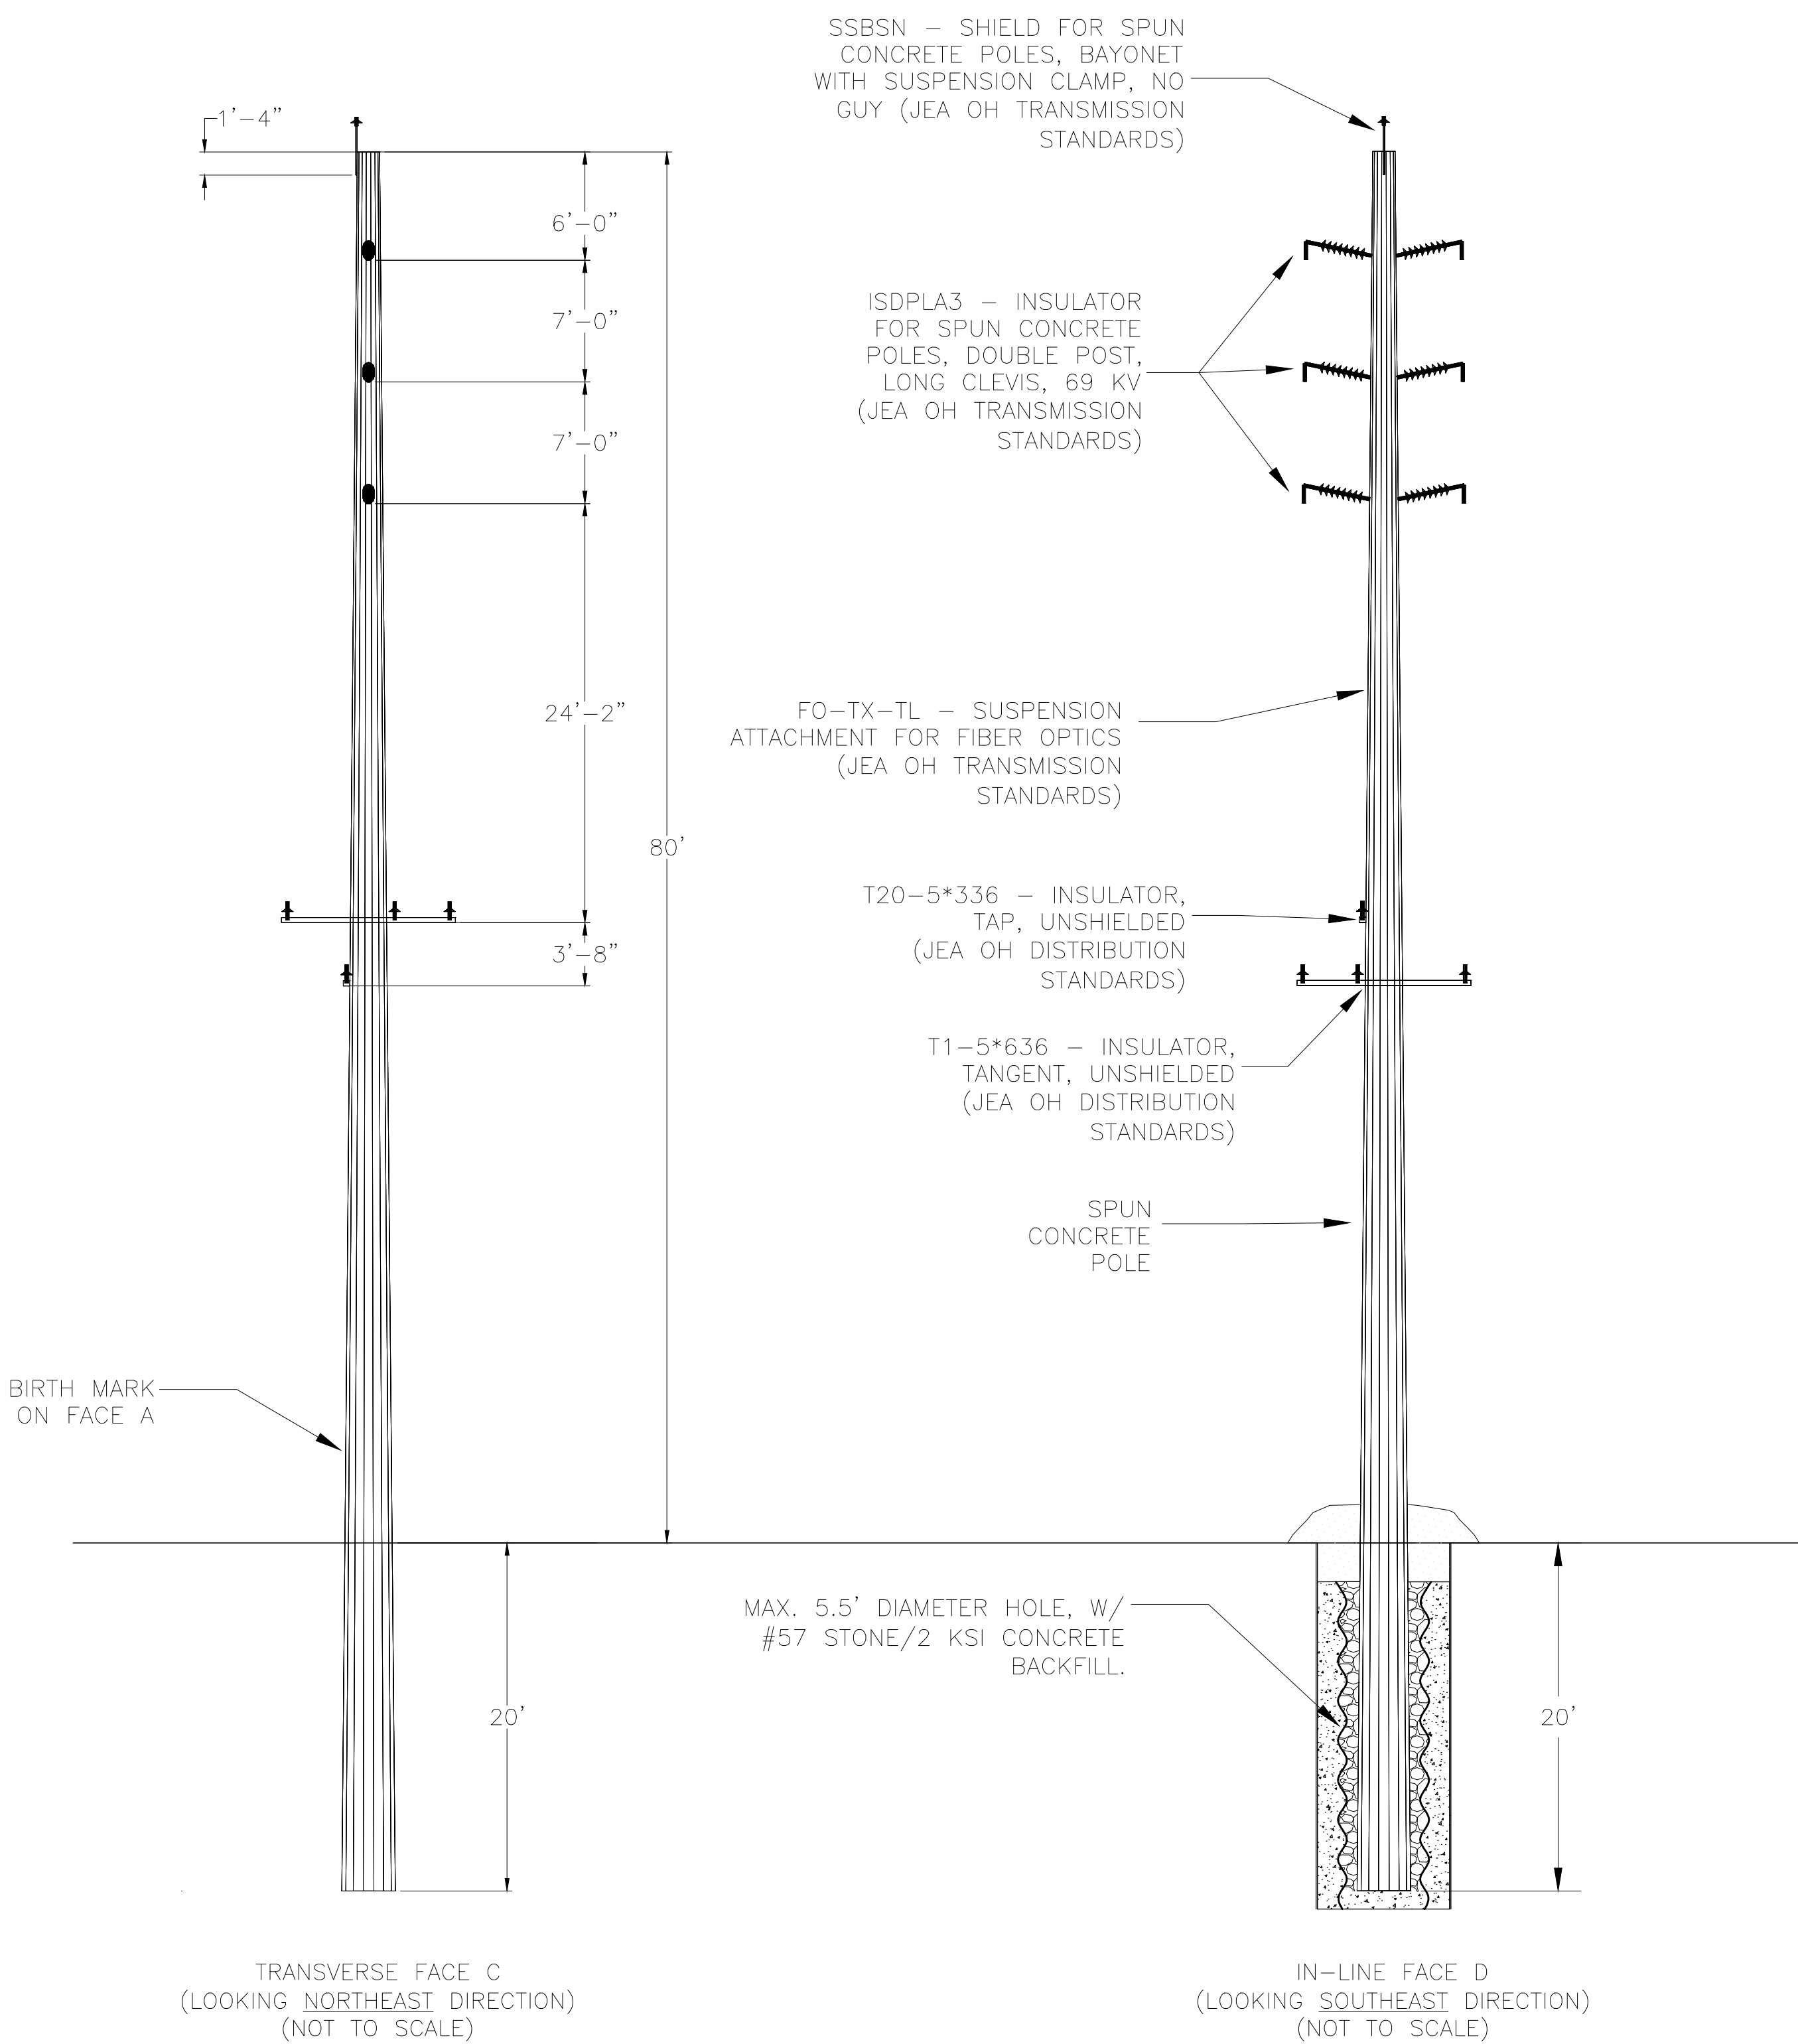 SSBSN – SHIELD FOR SPUN
CONCRETE POLES, BAYONET
WITH SUSPENSION CLAMP, NO
GUY (JEA OH TRANSMISSION
STANDARDS)
1'–4"
6'–0"
7'–0"
7'–0"
24'–2"
3'–8"
80'
20'
BIRTH MARK
ON FACE A
ISDPLA3 – INSULATOR
FOR SPUN CONCRETE
POLES, DOUBLE POST,
LONG CLEVIS, 69 KV
(JEA OH TRANSMISSION
STANDARDS)
FO–TX–TL – SUSPENSION
ATTACHMENT FOR FIBER OPTICS
(JEA OH TRANSMISSION
STANDARDS)
T20–5*336 – INSULATOR,
TAP, UNSHIELDED
(JEA OH DISTRIBUTION
STANDARDS)
T1–5*636 – INSULATOR,
TANGENT, UNSHIELDED
(JEA OH DISTRIBUTION
STANDARDS)
SPUN
CONCRETE
POLE
MAX. 5.5' DIAMETER HOLE, W/
#57 STONE/2 KSI CONCRETE
BACKFILL.
20'
TRANSVERSE FACE C
(LOOKING NORTHEAST DIRECTION)
(NOT TO SCALE)
IN–LINE FACE D
(LOOKING SOUTHEAST DIRECTION)
(NOT TO SCALE)